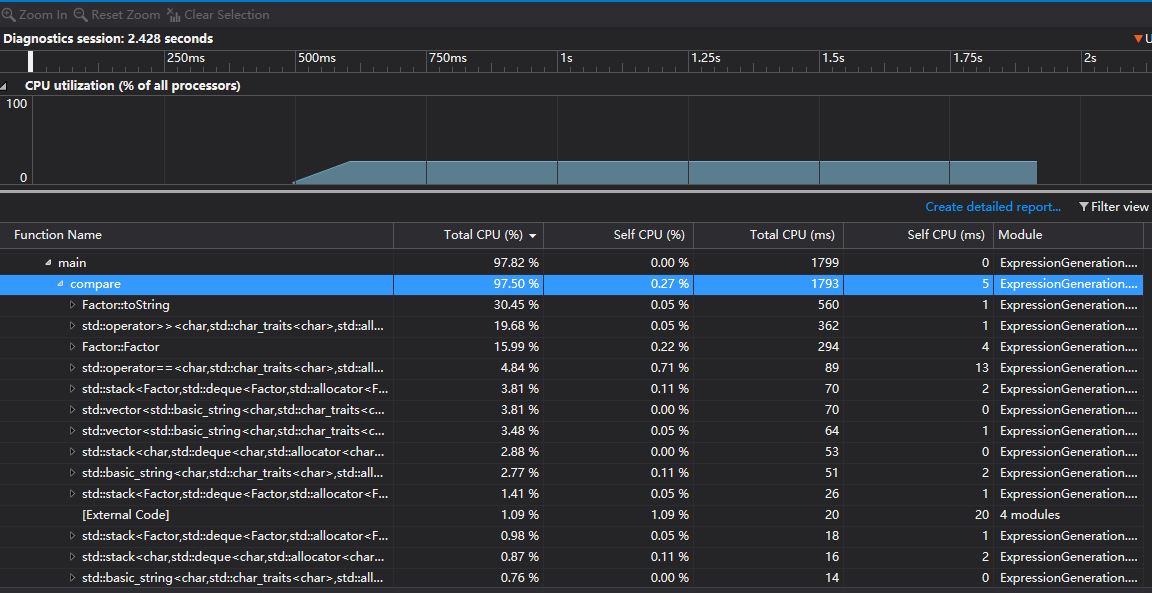 Zoom In Reset Zoom Clear Selection
Diagnostics session: 2.428 seconds
250ms 500ms 750ms 1s 1.25s 1.5s 1.75s 2s
CPU utilization (% of all processors)
100
0
Create detailed report... Filter view
Function Name Total CPU (%) Self CPU (%) Total CPU (ms) Self CPU (ms) Module
main 97.82 % 0.00 % 1799 0 ExpressionGeneration....
compare 97.50 % 0.27 % 1793 5 ExpressionGeneration....
Factor::toString 30.45 % 0.05 % 560 1 ExpressionGeneration....
std::operator>><char,std::char_traits<char>,std::all... 19.68 % 0.05 % 362 1 ExpressionGeneration....
Factor::Factor 15.99 % 0.22 % 294 4 ExpressionGeneration....
std::operator==<char,std::char_traits<char>,std::all... 4.84 % 0.71 % 89 13 ExpressionGeneration....
std::stack<Factor,std::deque<Factor,std::allocator<F... 3.81 % 0.11 % 70 2 ExpressionGeneration....
std::vector<std::basic_string<char,std::char_traits<c... 3.81 % 0.00 % 70 0 ExpressionGeneration....
std::vector<std::basic_string<char,std::char_traits<c... 3.48 % 0.05 % 64 1 ExpressionGeneration....
std::stack<char,std::deque<char,std::allocator<char... 2.88 % 0.00 % 53 0 ExpressionGeneration....
std::basic_string<char,std::char_traits<char>,std::all... 2.77 % 0.11 % 51 2 ExpressionGeneration....
std::stack<Factor,std::deque<Factor,std::allocator<F... 1.41 % 0.05 % 26 1 ExpressionGeneration....
[External Code] 1.09 % 1.09 % 20 20 4 modules
std::stack<Factor,std::deque<Factor,std::allocator<F... 0.98 % 0.05 % 18 1 ExpressionGeneration....
std::stack<char,std::deque<char,std::allocator<char... 0.87 % 0.11 % 16 2 ExpressionGeneration....
std::basic_string<char,std::char_traits<char>,std::all... 0.76 % 0.00 % 14 0 ExpressionGeneration....